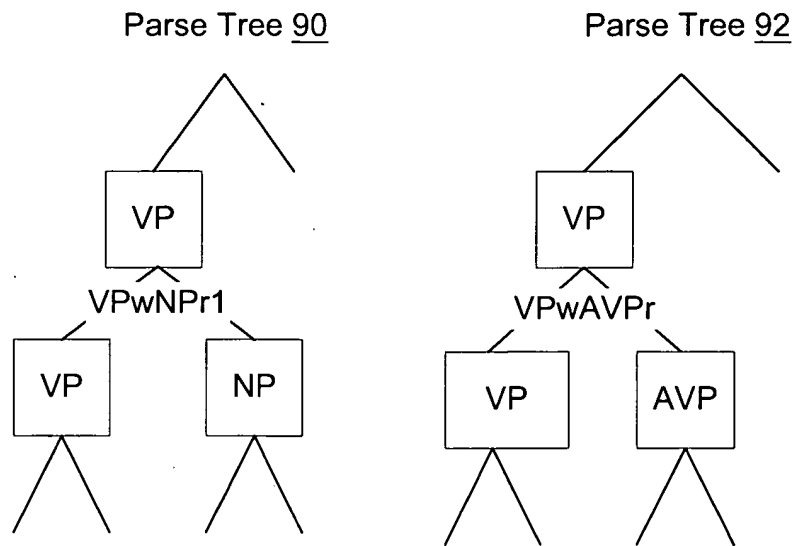 Parse Tree 90
VP
VPwNPr1
VP NP
Parse Tree 92
VP
VPwAVPr
VP AVP